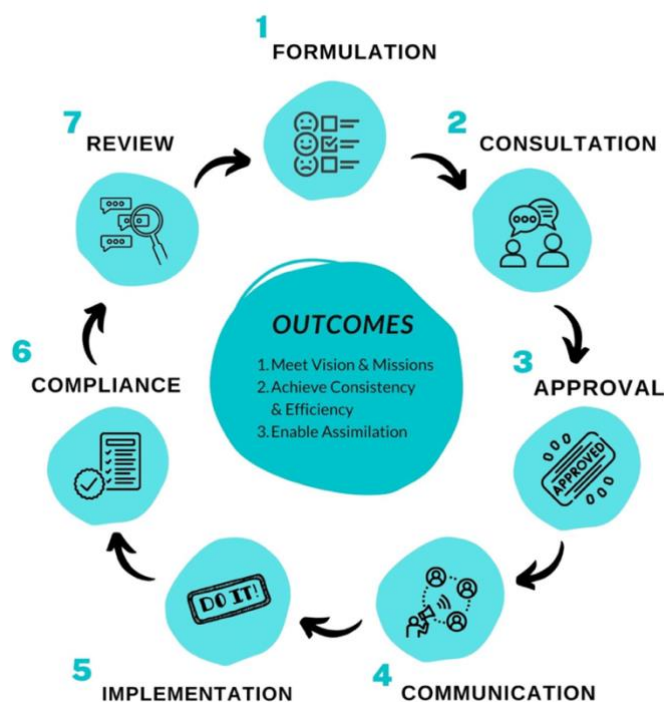 1
FORMULATION
2
CONSULTATION
3
APPROVAL
APPROVED
4
COMMUNICATION
5
IMPLEMENTATION
DO IT!
6
COMPLIANCE
7
REVIEW
OUTCOMES
1. Meet Vision & Missions
2. Achieve Consistency
& Efficiency
3. Enable Assimilation